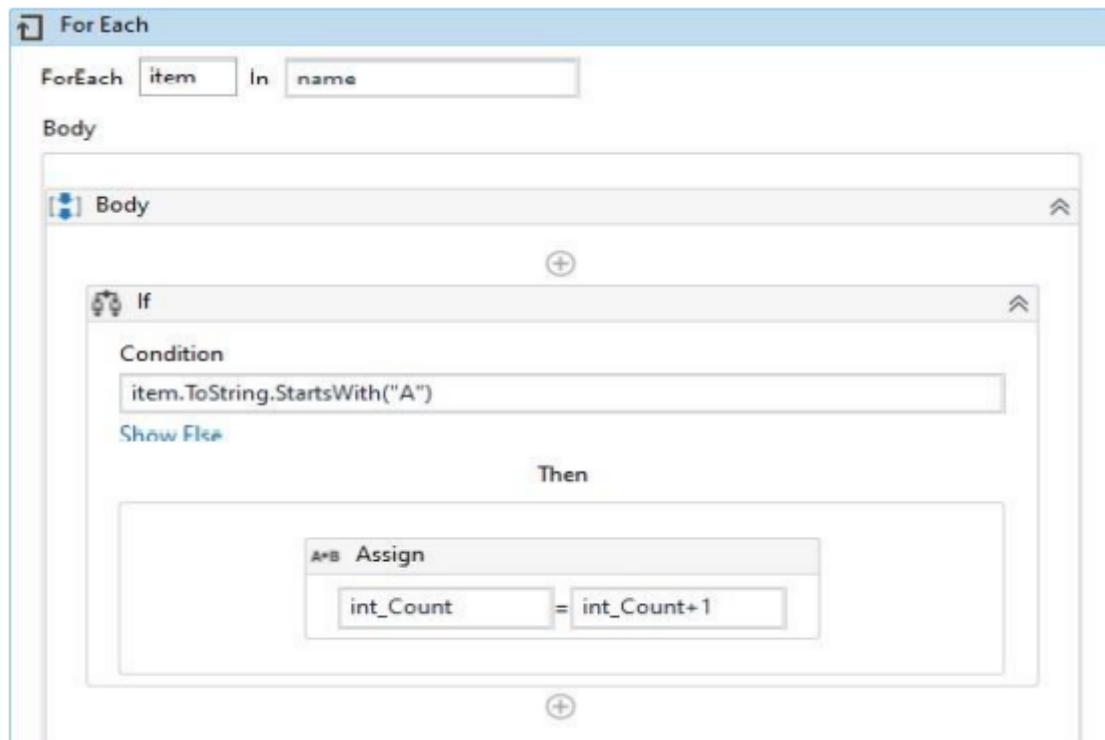 For Each
ForEach item In name
Body
Body
If
Condition
item.ToString.StartsWith("A")
Show Else
Then
A+B Assign
int_Count = int_Count+1